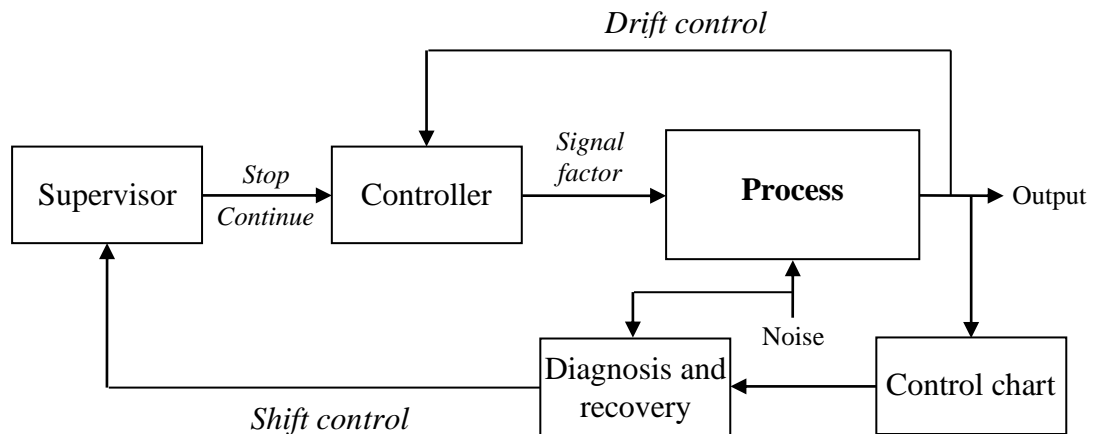 Drift control
Signal
factor
Supervisor
Stop
Continue
Controller
Process
Output
Noise
Diagnosis and
recovery
Control chart
Shift control